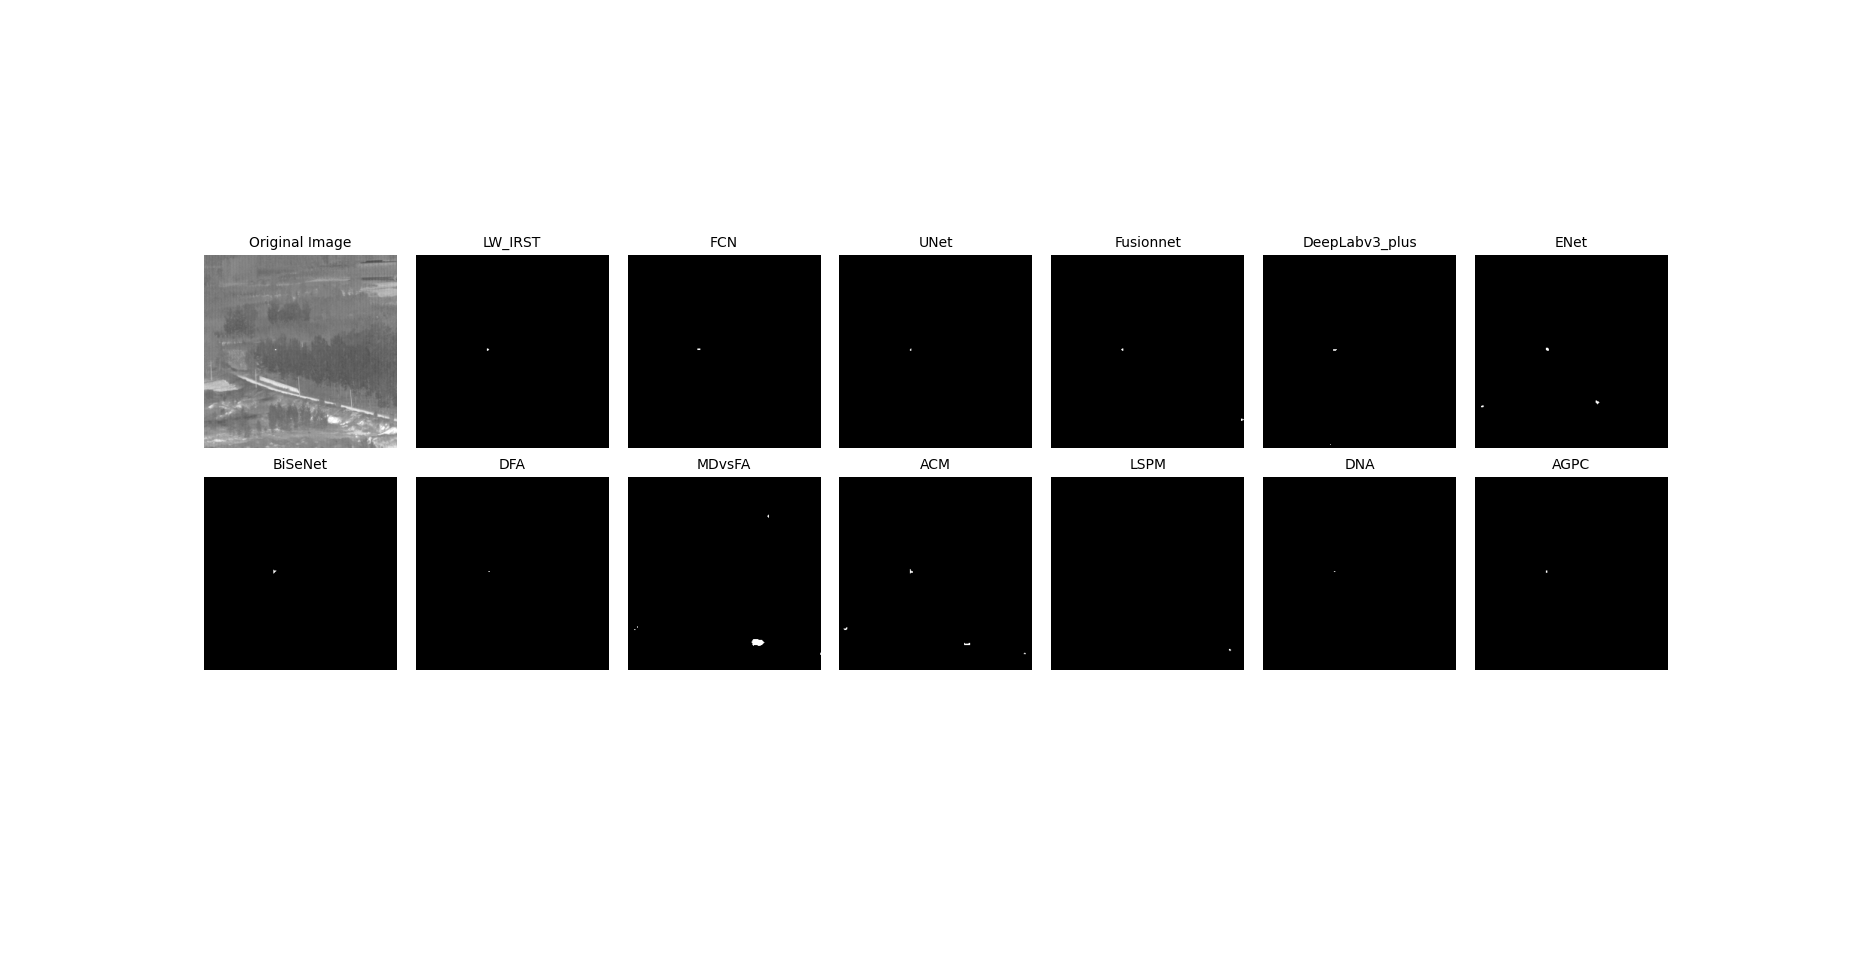 Original Image
LW_IRST
FCN
UNet
Fusionnet
DeepLabv3_plus
ENet
BiSeNet
DFA
MDvsFA
ACM
LSPM
DNA
AGPC